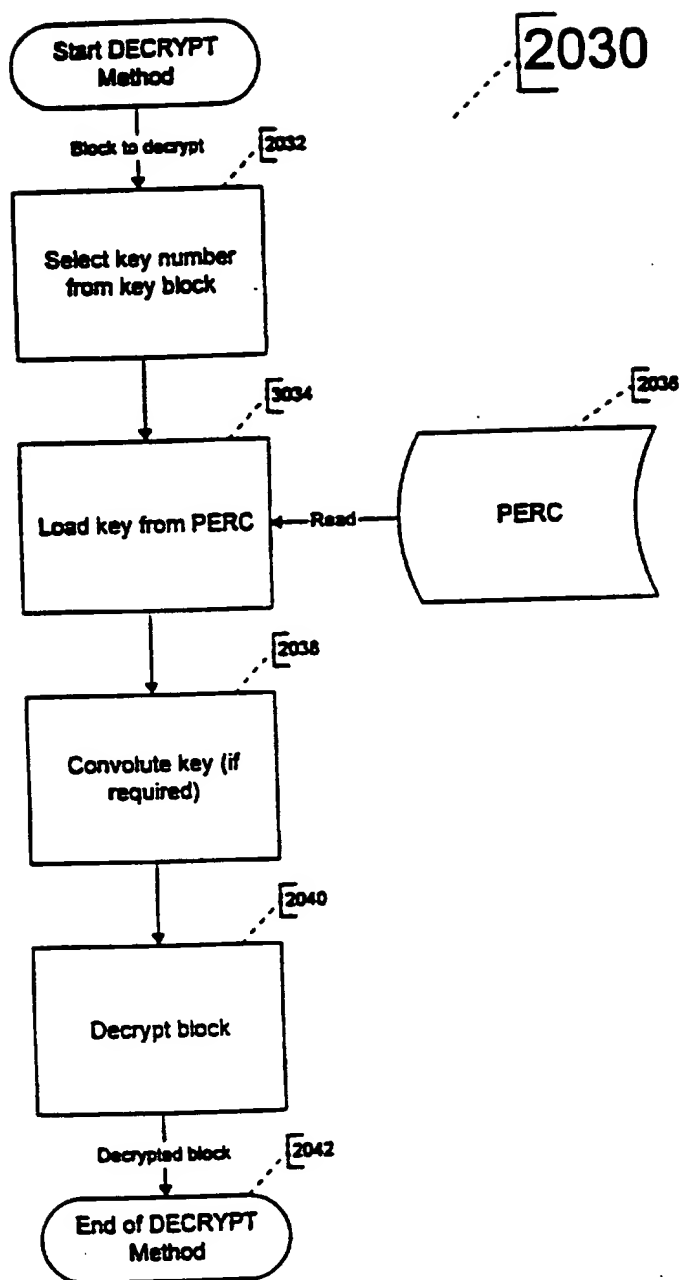 Start DECRYPT
Method
2030
Block to decrypt
2032
Select key number
from key block
3034
2036
Load key from PERC
Read
PERC
2038
Convolute key (if
required)
2040
Decrypt block
Decrypted block
2042
End of DECRYPT
Method